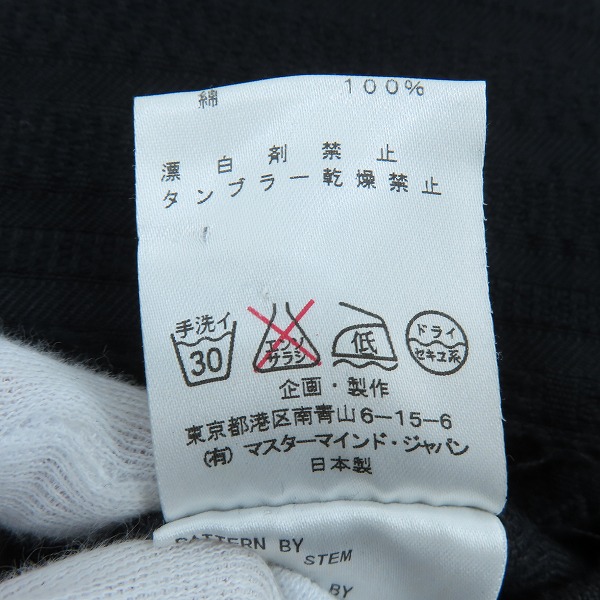 綿 100%
漂白剤禁止
タンブラー乾燥禁止
手洗イ 30 エンソサラシ 低 ドライ セキユ系
企画・製作
東京都港区南青山6-15-6
(有)マスターマインド・ジャパン
日本製
PATTERN BY
STEM
BY